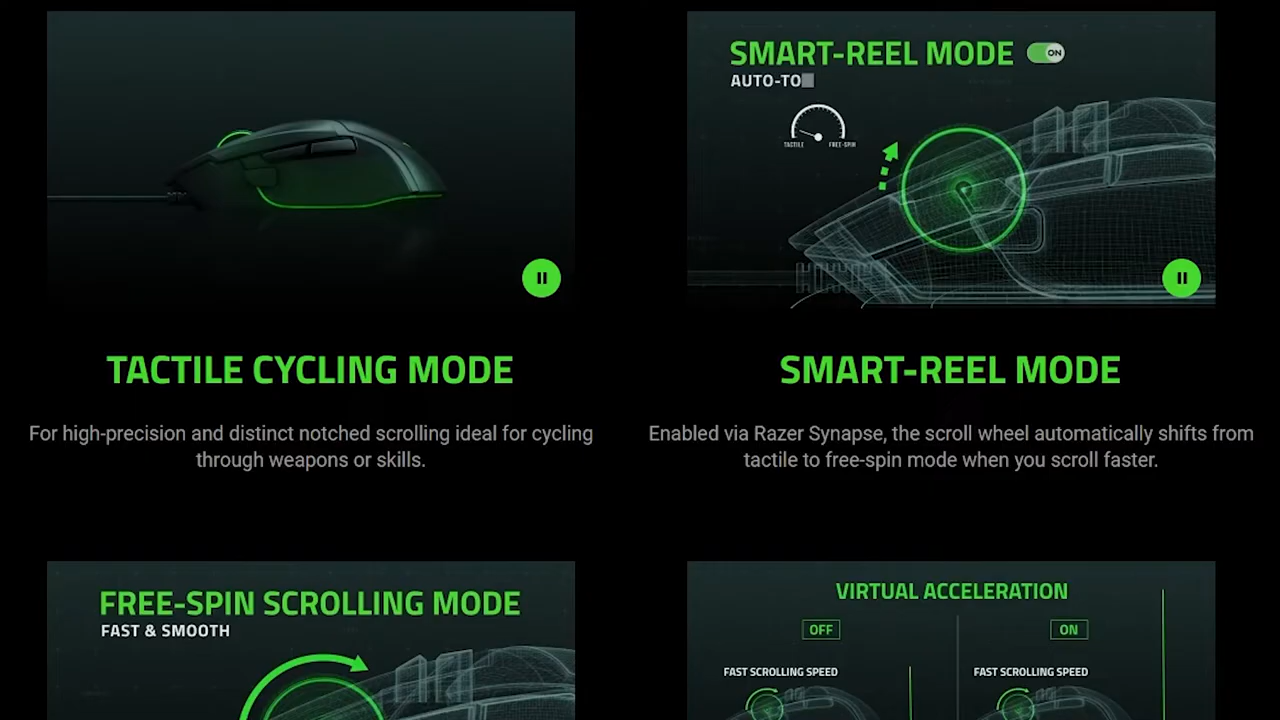 SMART-REEL MODE ON
AUTO-TO
TACTILE FREE-SPIN
TACTILE CYCLING MODE
For high-precision and distinct notched scrolling ideal for cycling
through weapons or skills.
SMART-REEL MODE
Enabled via Razer Synapse, the scroll wheel automatically shifts from
tactile to free-spin mode when you scroll faster.
FREE-SPIN SCROLLING MODE
FAST & SMOOTH
VIRTUAL ACCELERATION
OFF ON
FAST SCROLLING SPEED FAST SCROLLING SPEED